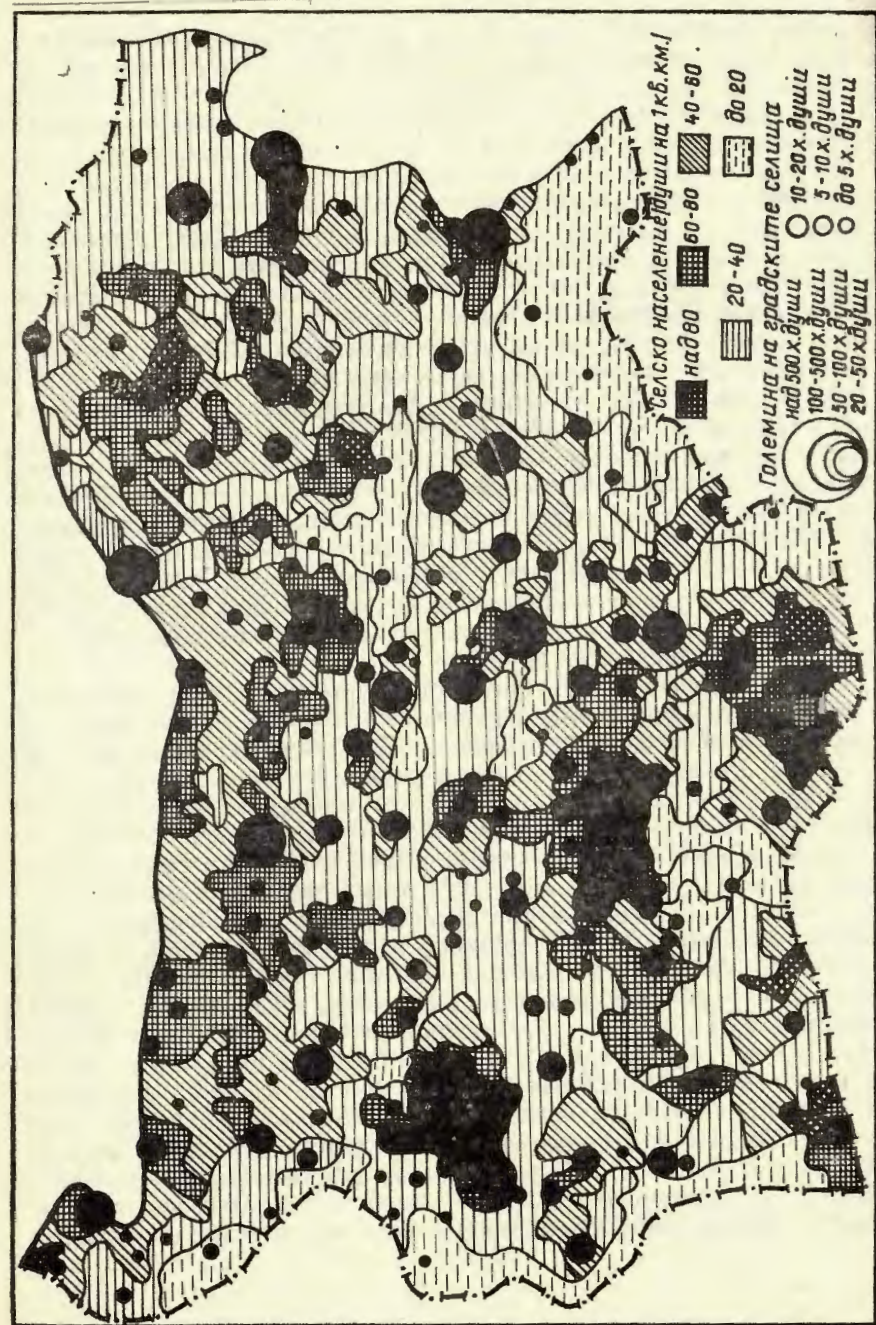 Селско население[души на 1кв.км.]
над 80
60-80
40-60
20-40
до 20
Големина на градските селища
над 500 х. души
100-500 х. души
50-100 х. души
20-50 х. души
10-20 х. души
5-10 х. души
до 5 х. души